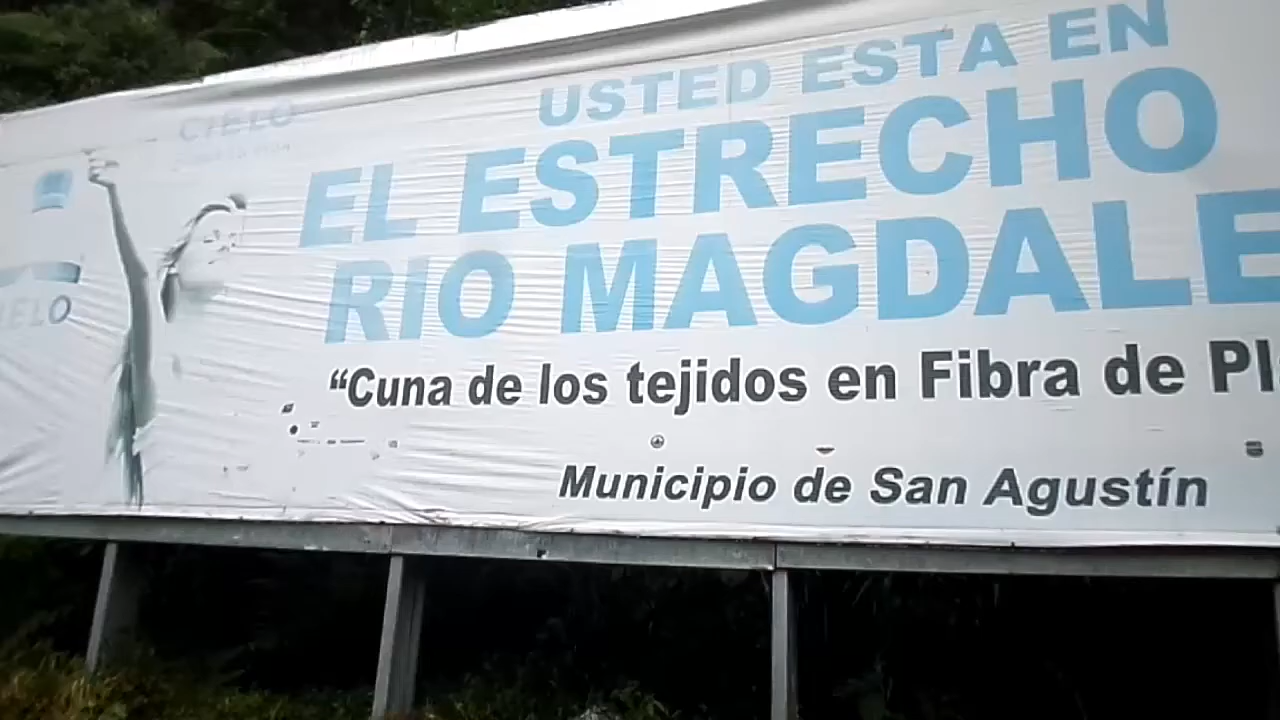 USTED ESTA EN
EL ESTRECHO
RIO MAGDALE
"Cuna de los tejidos en Fibra de Pl
Municipio de San Agustín
CIELO